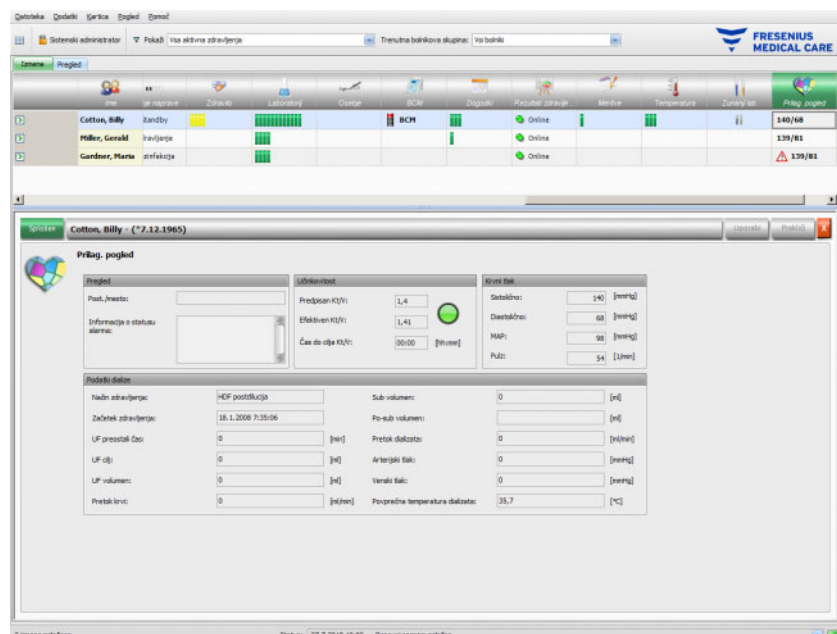 Datoteka Dodatki Kartica Pogled Pomoč
Sistemski administrator Pokaži Vsa aktivna zdravljenja Trenutna bolnikova skupina: Vsi bolniki
FRESENIUS
MEDICAL CARE
Izmene Pregled
Ime je naprave Zdravilo Laboratorij Osebje BCM Dogodki Rezultati zdravlje... Meritve Temperatura Zunanji lab Prilag. pogled
Cotton, Billy Standby BCM Online 140/68
Miller, Gerald Online 139/81
Gardner, Maria Online 139/81
Splošen Cotton, Billy - (*7.12.1965) Uporabi Prekliči X
Prilag. pogled
Pregled
Post./mesto:
Informacija o statusu
alarma:
Učinkovitost
Predpisan Kt/V: 1,4
Efektiven Kt/V: 1,41
Čas do cilja Kt/V: 00:00 [hh:mm]
Krvni tlak
Sistolično: 140 [mmHg]
Diastolično: 68 [mmHg]
MAP: 98 [mmHg]
Pulz: 54 [1/min]
Podatki dialize
Način zdravljenja: HDF postdilucija Sub volumen: 0 [ml]
Začetek zdravljenja: 18.1.2008 7:35:06 Po-sub volumen: [ml]
UF preostali čas: 0 [min] Pretok dializata: 0 [ml/min]
UF cilj: 0 [ml] Arterijski tlak: 0 [mmHg]
UF volumen: 0 [ml] Venski tlak: 0 [mmHg]
Pretok krvi: 0 [ml/min] Povprečna temperatura dializata: 35,7 [°C]